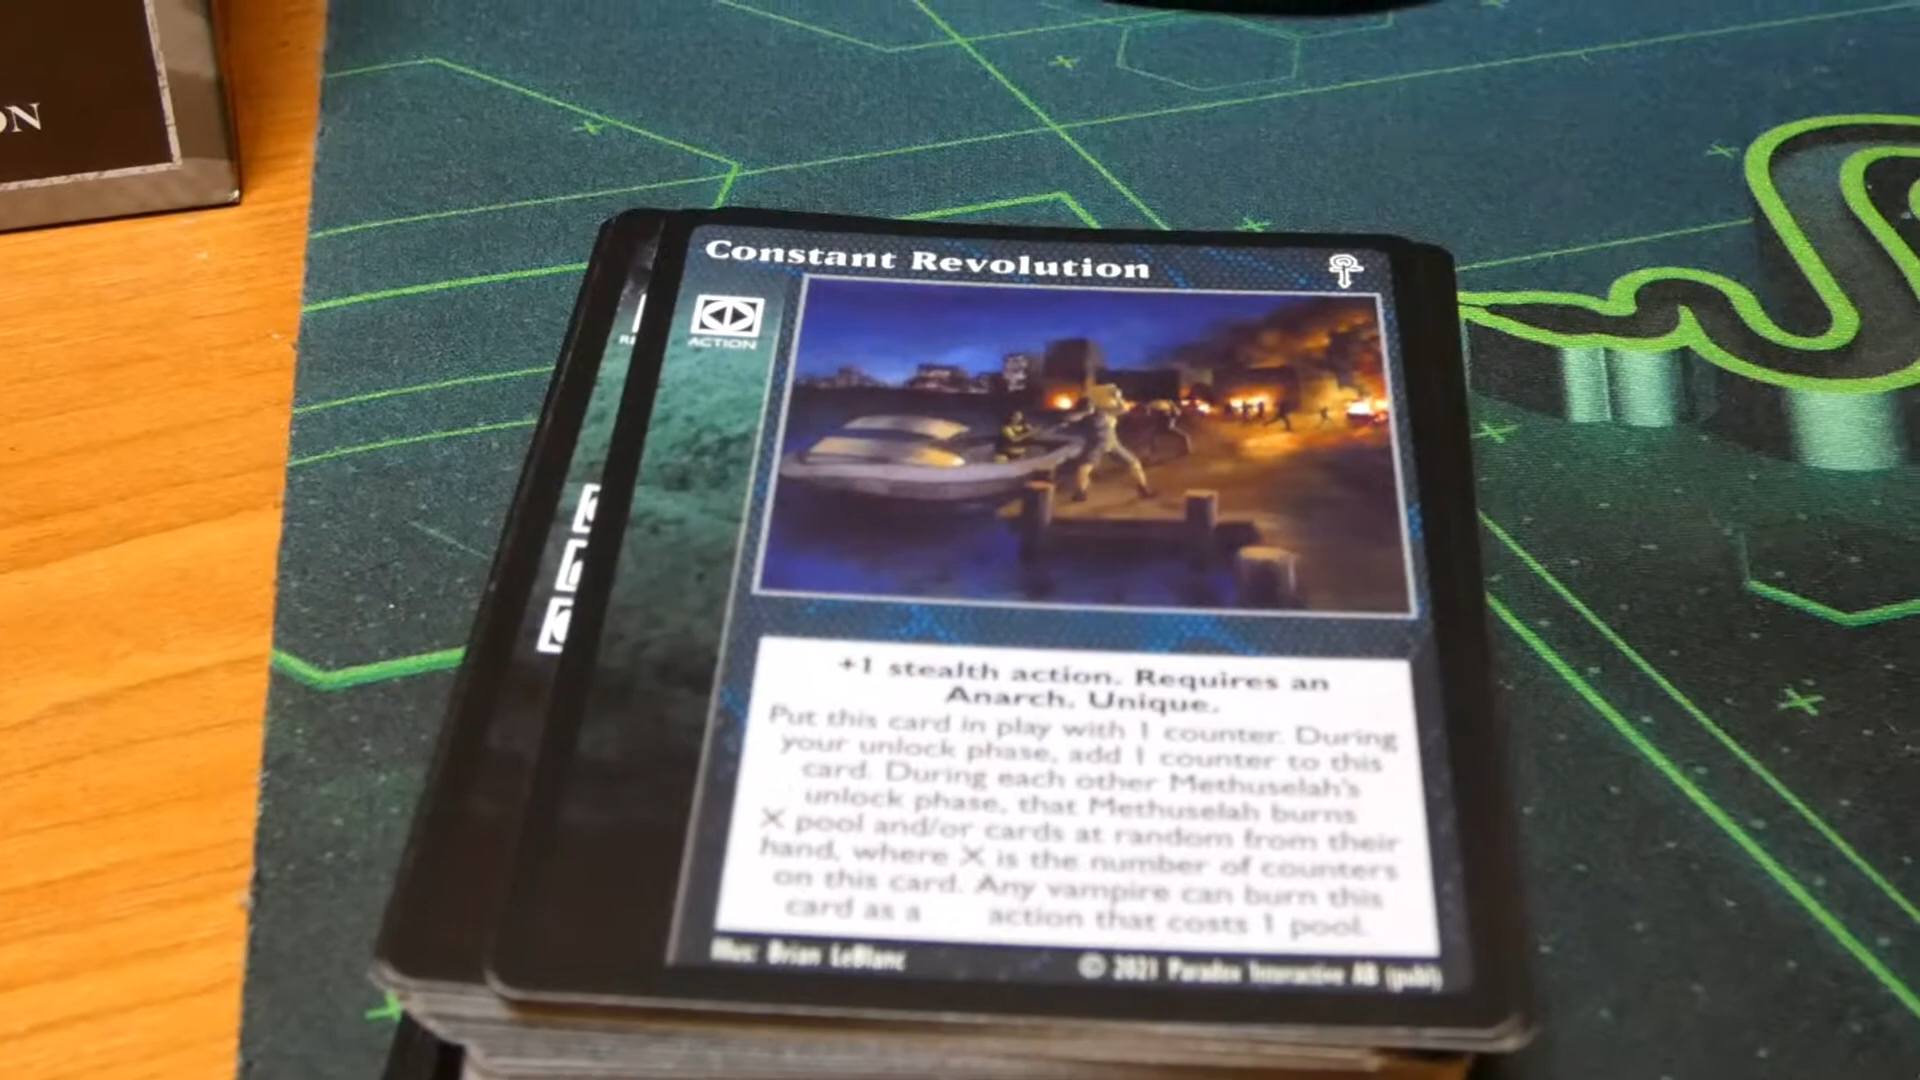 ON
Constant Revolution
ACTION
+1 stealth action. Requires an
Anarch. Unique.
Put this card in play with 1 counter. During
your unlock phase, add 1 counter to this
card. During each other Methuselah's
unlock phase, that Methuselah burns
X pool and/or cards at random from their
hand, where X is the number of counters
on this card. Any vampire can burn this
card as a action that costs 1 pool.
Illus: Brian LeBlanc
© 2021 Paradox Interactive AB (publ)